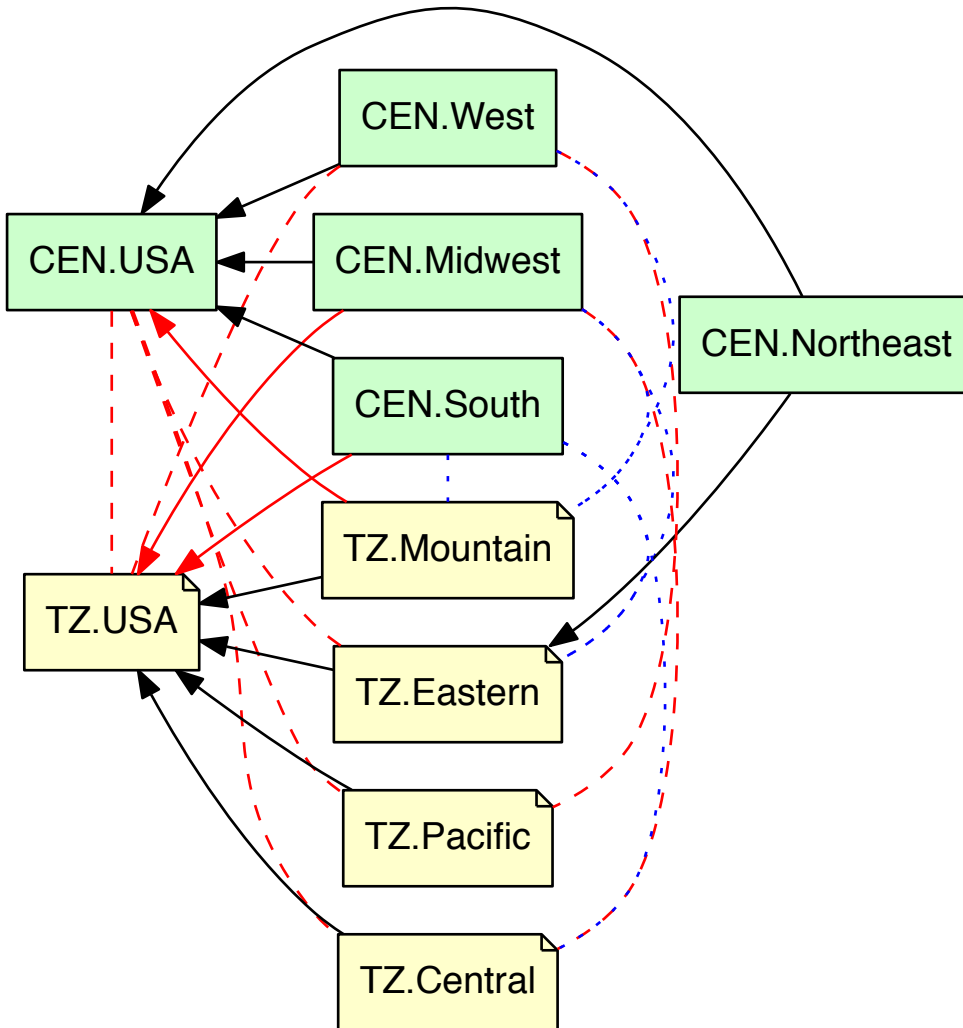 CEN.West
CEN.USA
CEN.Midwest
CEN.Northeast
CEN.South
TZ.Mountain
TZ.USA
TZ.Eastern
TZ.Pacific
TZ.Central